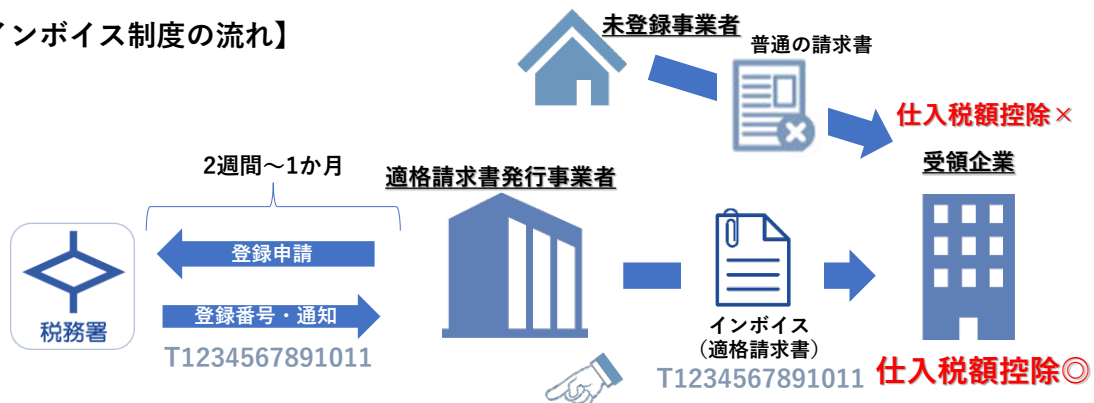 インボイス制度の流れ】
未登録事業者
普通の請求書
仕入税額控除×
2週間～1か月
適格請求書発行事業者
受領企業
登録申請
登録番号・通知
税務署
T1234567891011
インボイス
（適格請求書）
T1234567891011
仕入税額控除◎